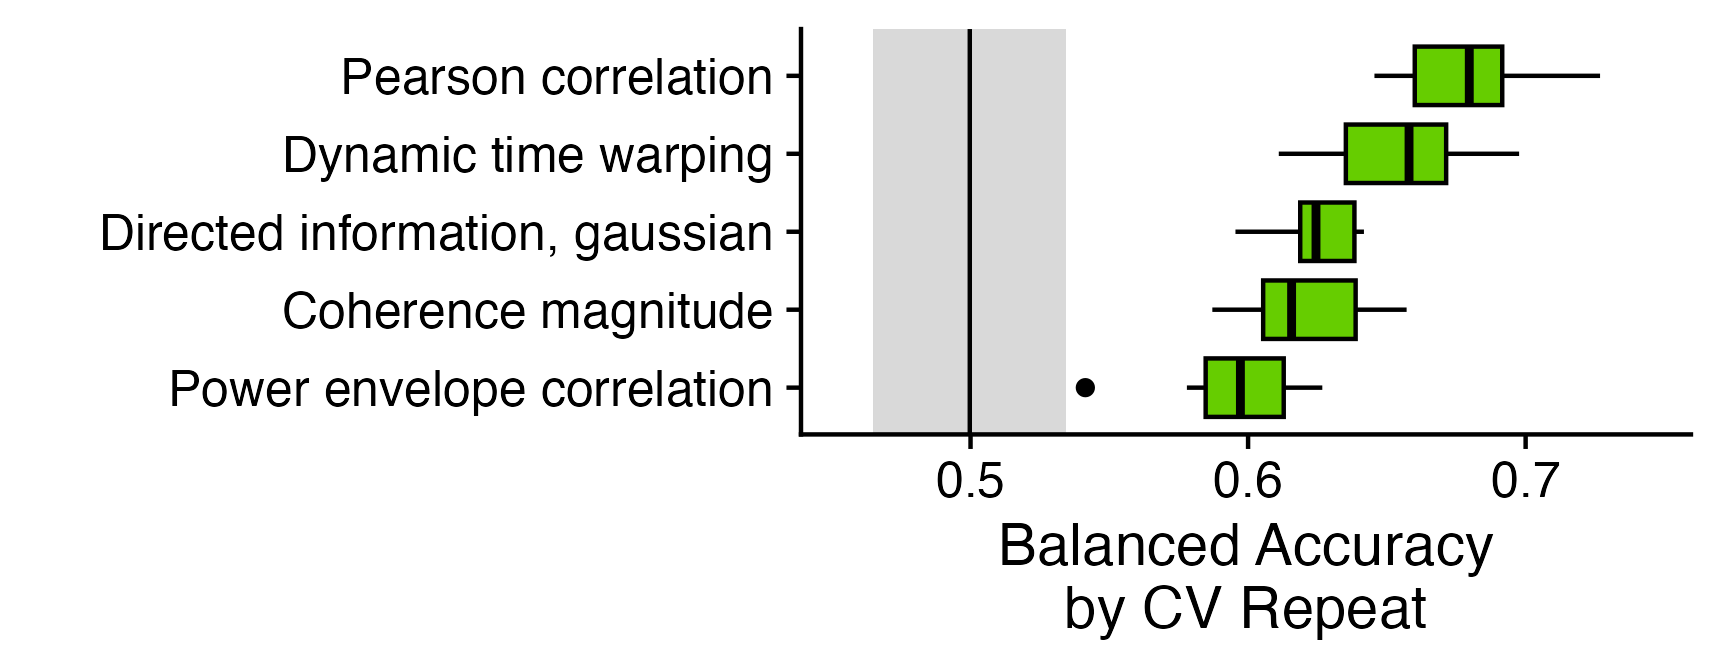 Pearson correlation
Dynamic time warping
Directed information, gaussian
Coherence magnitude
Power envelope correlation
0.5 0.6 0.7
Balanced Accuracy
by CV Repeat